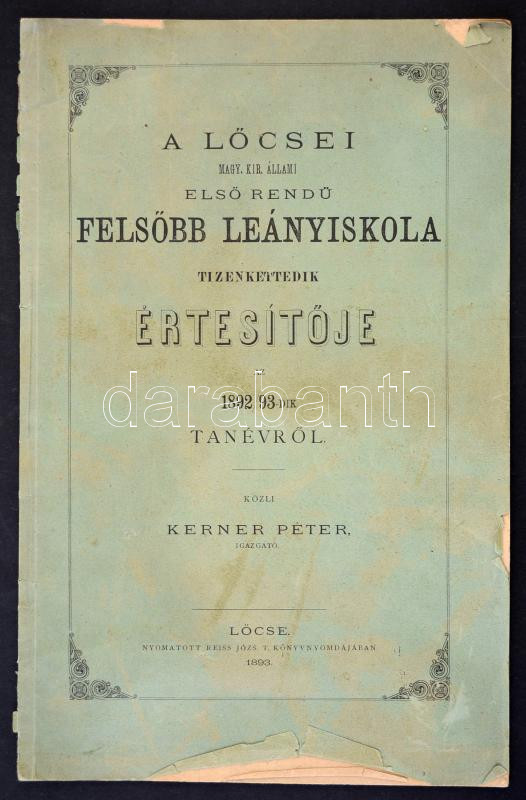 A LŐCSEI
MAGY. KIR. ÁLLAMI
ELSŐ RENDŰ
FELSŐBB LEÁNYISKOLA
TIZENKETTEDIK
ÉRTESÍTŐJE
AZ
1892 93-DIK
darabanth
TANÉVRŐL.
KÖZLI
KERNER PÉTER,
IGAZGATÓ.
LŐCSE.
NYOMATOTT REISS JÓZS. T. KÖNYVNYOMDÁJÁBAN
1893.